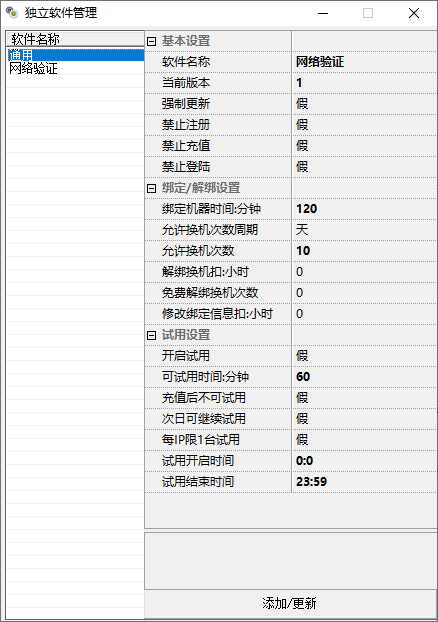 独立软件管理
软件名称
通用
网络验证
基本设置
软件名称 网络验证
当前版本 1
强制更新 假
禁止注册 假
禁止充值 假
禁止登陆 假
绑定/解绑设置
绑定机器时间:分钟 120
允许换机次数周期 天
允许换机次数 10
解绑换机扣:小时 0
免费解绑换机次数 0
修改绑定信息扣:小时 0
试用设置
开启试用 假
可试用时间:分钟 60
充值后不可试用 假
次日可继续试用 假
每IP限1台试用 假
试用开启时间 0:0
试用结束时间 23:59
添加/更新